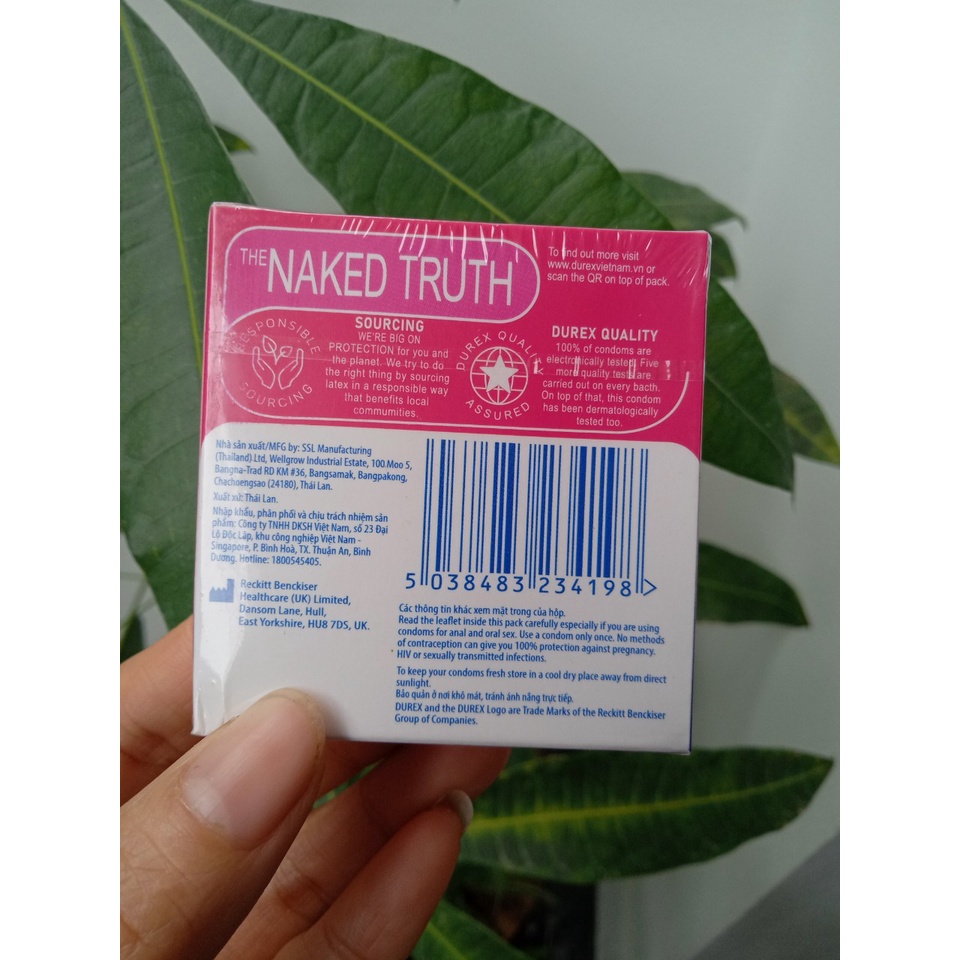 THE NAKED TRUTH
To find out more visit
www.durexvietnam.vn or
scan the QR on top of pack.
RESPONSIBLE
SOURCING
SOURCING
WE'RE BIG ON
PROTECTION for you and
the planet. We try to do
the right thing by sourcing
latex in a responsible way
that benefits local
communities.
DUREX QUALITY
ASSURED
DUREX QUALITY
100% of condoms are
electronically tested. Five
more quality tests are
carried out on every bacth.
On top of that, this condom
has been dermatologically
tested too.
Nhà sản xuất/MFG by: SSL Manufacturing
(Thailand) Ltd, Wellgrow Industrial Estate, 100 Moo 5,
Bangna-Trad RD KM #36, Bangsamak, Bangpakong,
Chachoengsao (24180), Thái Lan.
Xuất xứ: Thái Lan.
Nhập khẩu, phân phối và chịu trách nhiệm sản
phẩm: Công ty TNHH DKSH Việt Nam, số 23 Đại
Lộ Độc Lập, khu công nghiệp Việt Nam -
Singapore, P. Bình Hoà, TX. Thuận An, Bình
Dương. Hotline: 1800545405.
Reckitt Benckiser
Healthcare (UK) Limited,
Dansom Lane, Hull,
East Yorkshire, HU8 7DS, UK.
5 038483 234198 >
Các thông tin khác xem mặt trong của hộp.
Read the leaflet inside this pack carefully especially if you are using
condoms for anal and oral sex. Use a condom only once. No methods
of contraception can give you 100% protection against pregnancy.
HIV or sexually transmitted infections.
To keep your condoms fresh store in a cool dry place away from direct
sunlight.
Bảo quản ở nơi khô mát, tránh ánh nắng trực tiếp.
DUREX and the DUREX Logo are Trade Marks of the Reckitt Benckiser
Group of Companies.